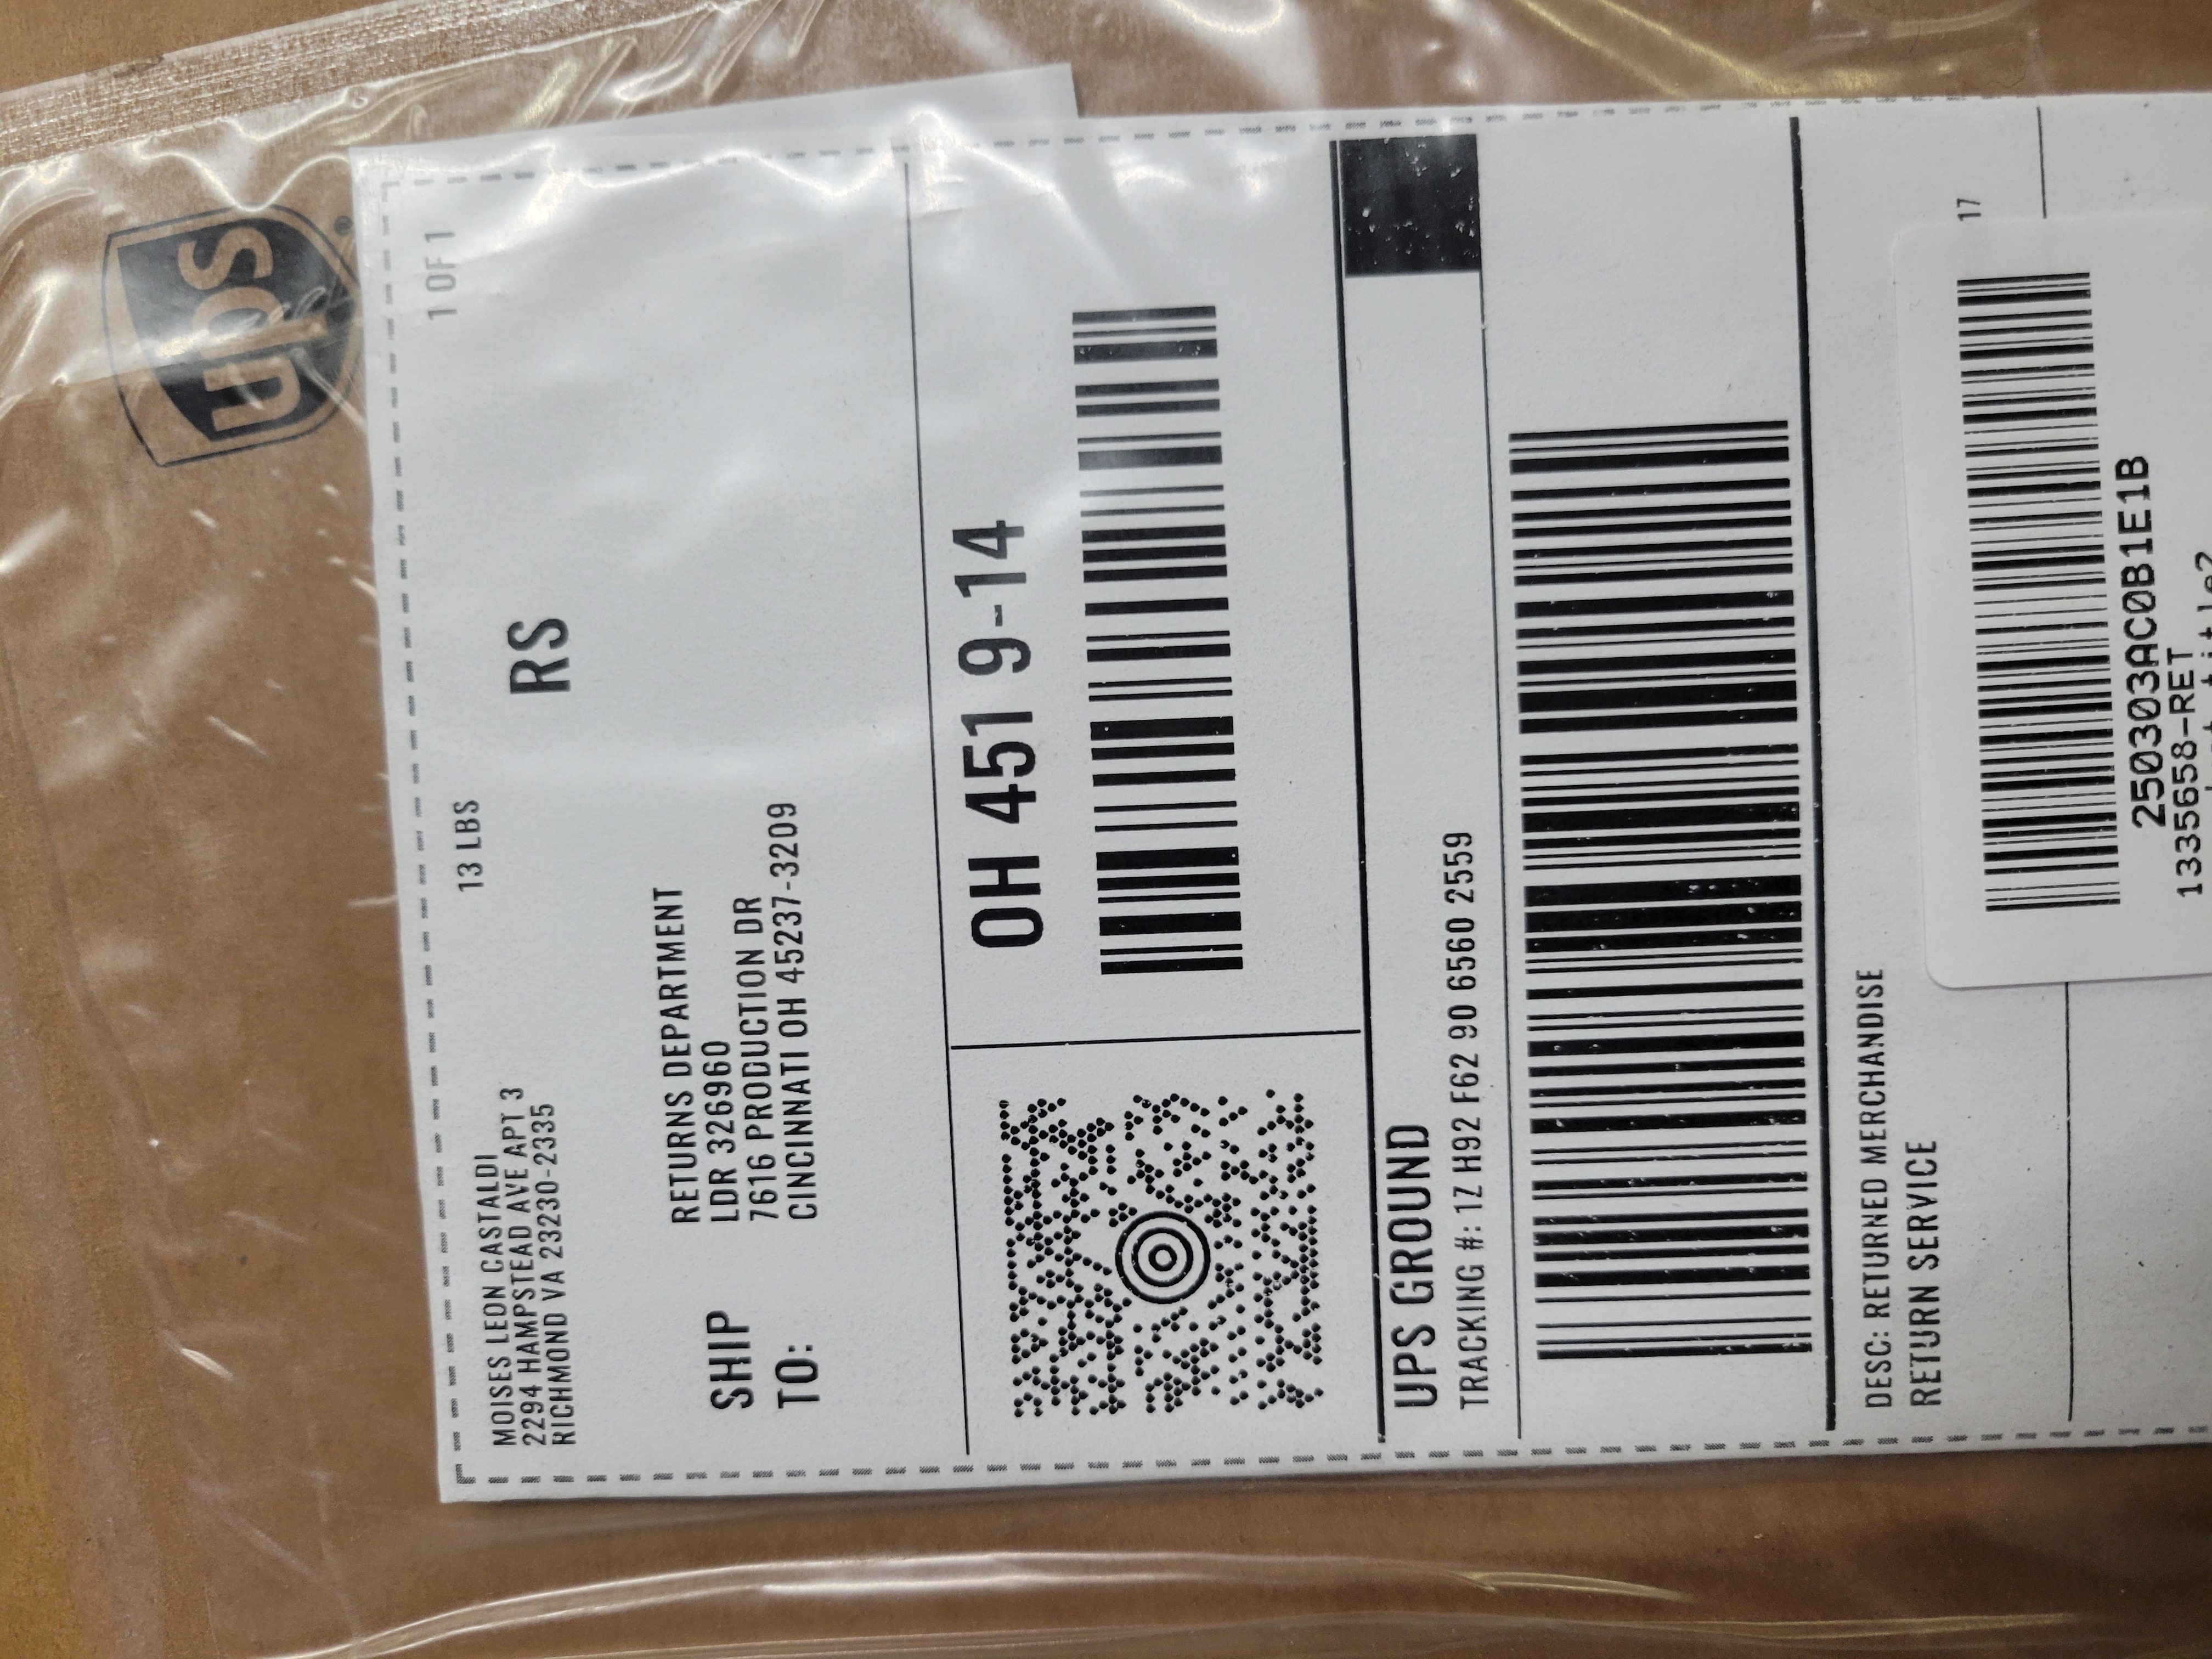 ups
1 OF 1
13 LBS
MOISES LEON CASTALDI
2294 HAMPSTEAD AVE APT 3
RICHMOND VA 23230-2335
RS
SHIP
TO:
RETURNS DEPARTMENT
LDR 326960
7616 PRODUCTION DR
CINCINNATI OH 45237-3209
OH 451 9-14
UPS GROUND
TRACKING #: 1Z H92 F62 90 6560 2559
DESC: RETURNED MERCHANDISE
RETURN SERVICE
17
250303AC0B1E1B
1335658-RET